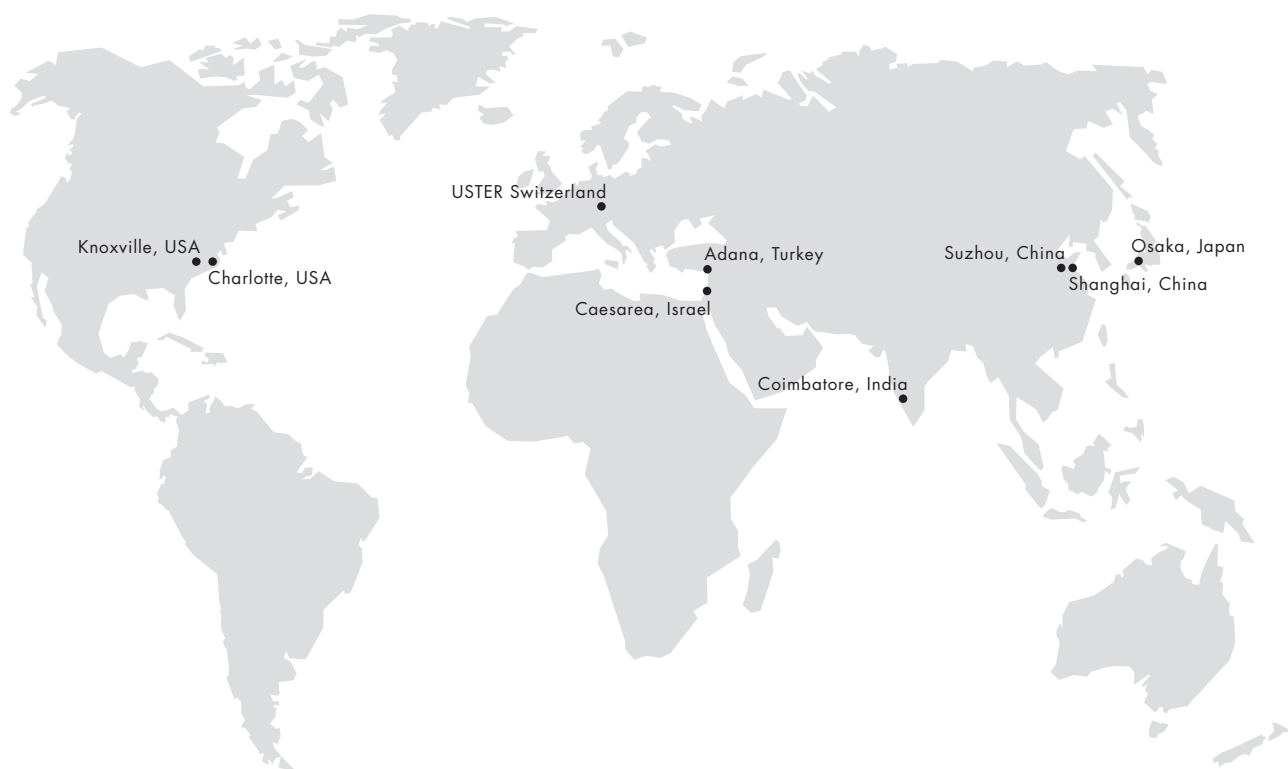 USTER Switzerland
Knoxville, USA
Charlotte, USA
Adana, Turkey
Caesarea, Israel
Suzhou, China
Osaka, Japan
Shanghai, China
Coimbatore, India